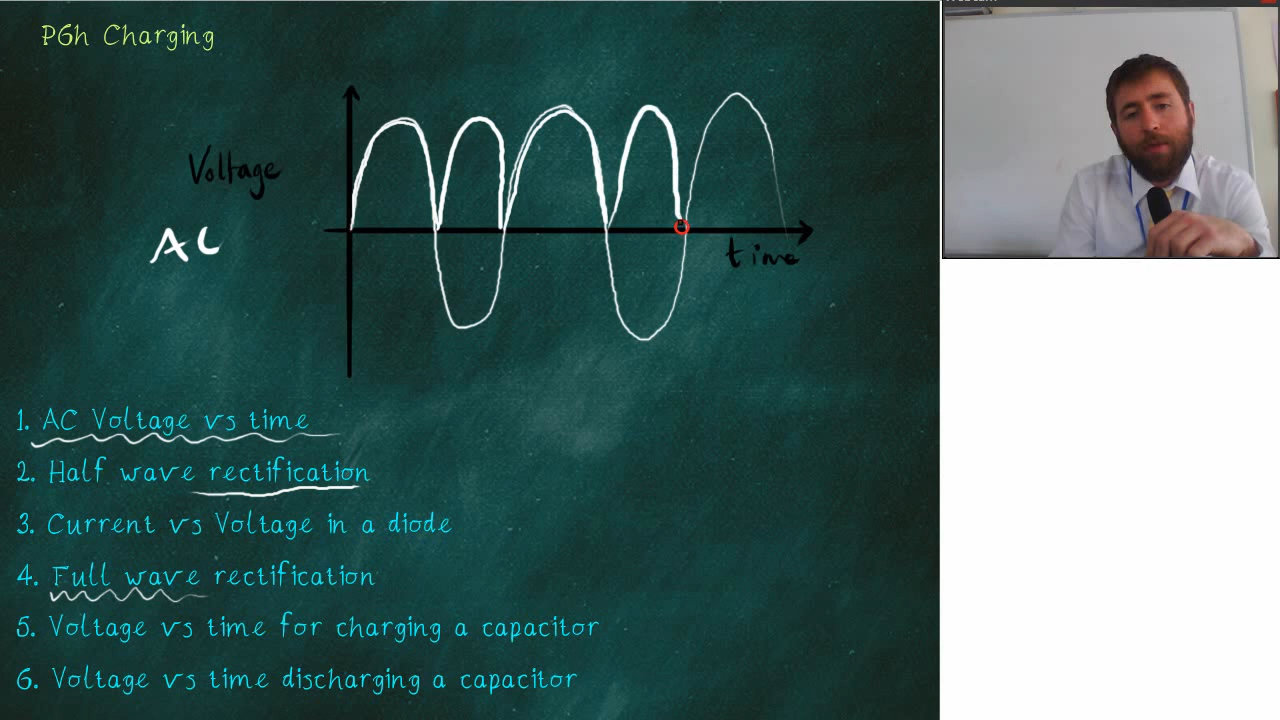 P6h Charging
Voltage
AC
time
1. AC Voltage vs time
2. Half wave rectification
3. Current vs Voltage in a diode
4. Full wave rectification
5. Voltage vs time for charging a capacitor
6. Voltage vs time discharging a capacitor